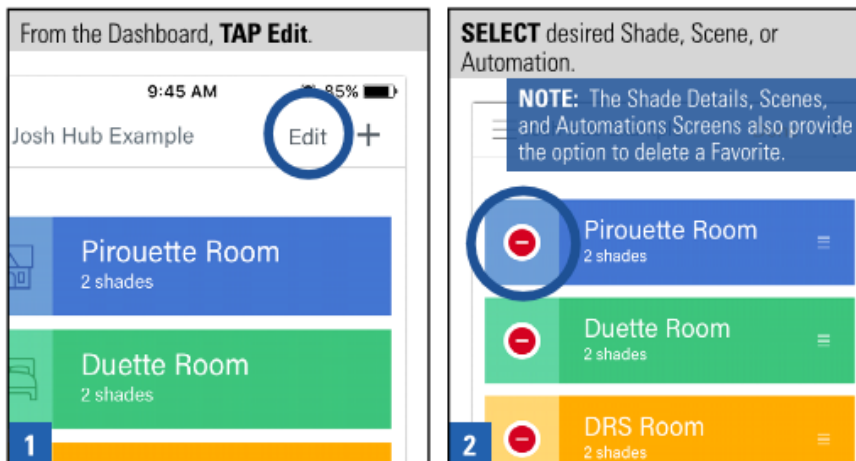 From the Dashboard, TAP Edit.
9:45 AM
85%
Josh Hub Example
Edit
Pirouette Room
2 shades
Duette Room
2 shades
1
SELECT desired Shade, Scene, or
Automation.
NOTE: The Shade Details, Scenes,
and Automations Screens also provide
the option to delete a Favorite.
Pirouette Room
2 shades
Duette Room
2 shades
DRS Room
2 shades
2